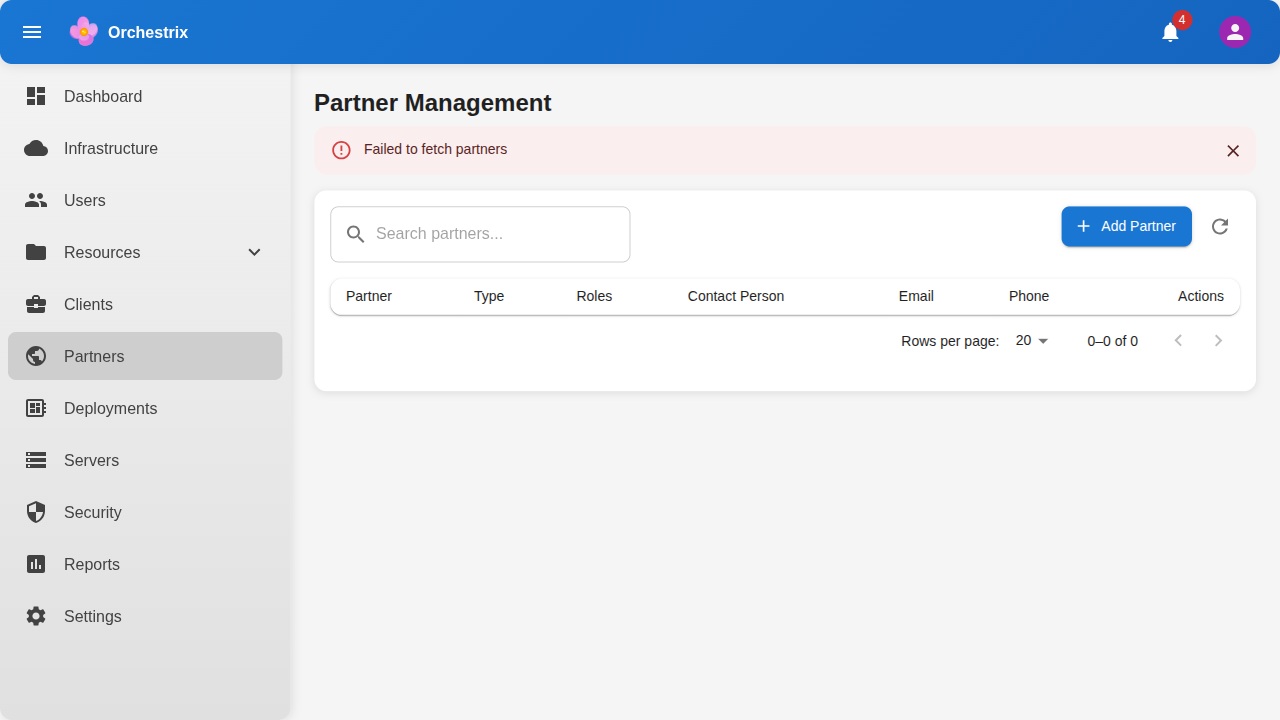 Orchestrix
4
Dashboard
Infrastructure
Users
Resources
Clients
Partners
Deployments
Servers
Security
Reports
Settings
Partner Management
Failed to fetch partners
Search partners...
Add Partner
Partner Type Roles Contact Person Email Phone Actions
Rows per page: 20 0–0 of 0